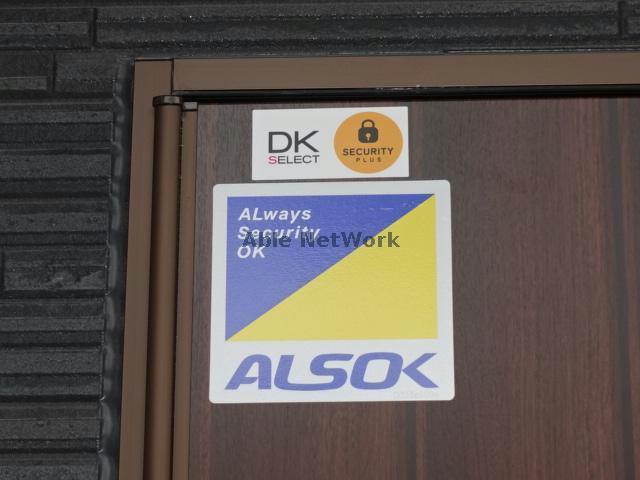 DK
SELECT
SECURITY
PLUS
ALways
Security
OK
Able NetWork
ALSOK